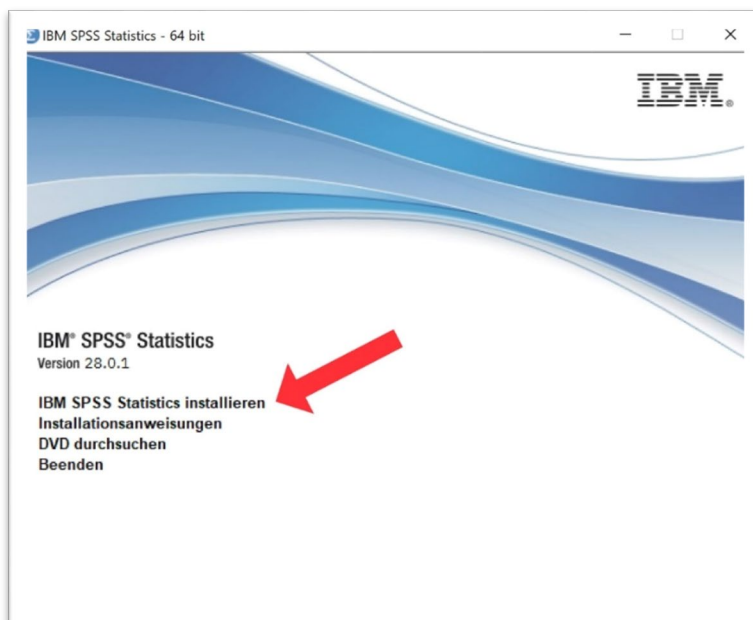 IBM SPSS Statistics - 64 bit
IBM®
IBM® SPSS® Statistics
Version 28.0.1
IBM SPSS Statistics installieren
Installationsanweisungen
DVD durchsuchen
Beenden